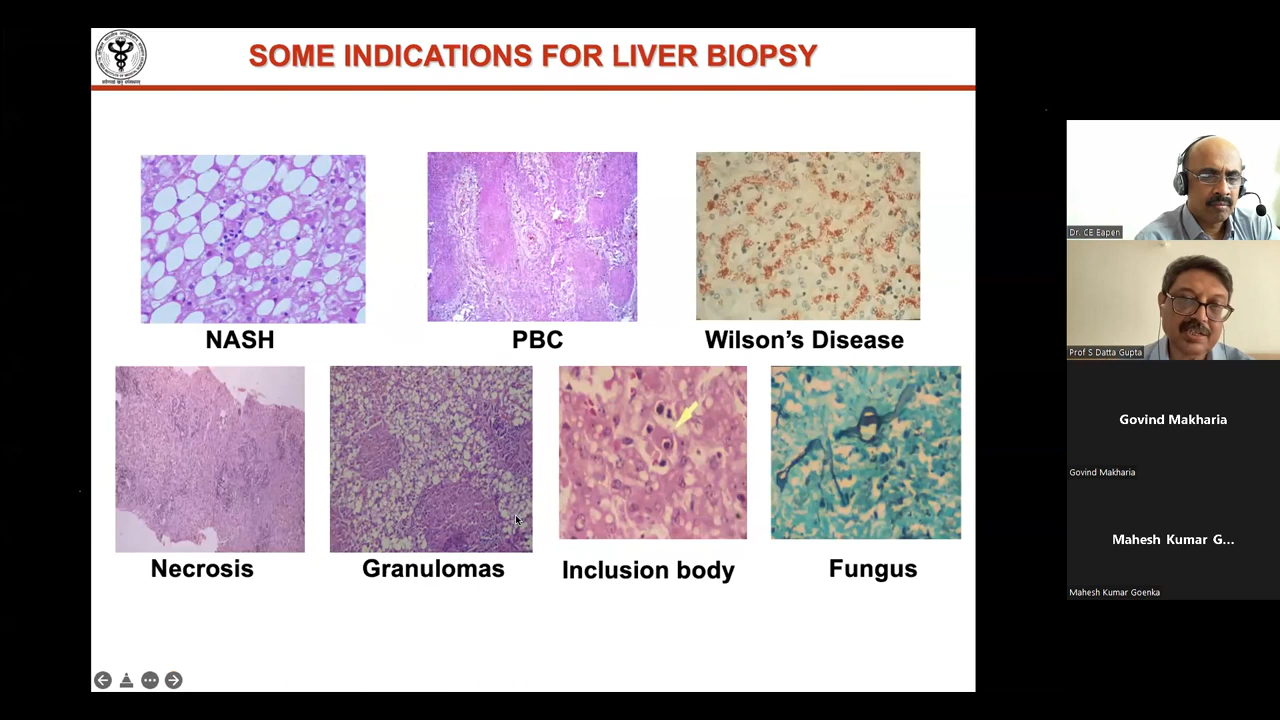 SOME INDICATIONS FOR LIVER BIOPSY
NASH
PBC
Wilson's Disease
Necrosis
Granulomas
Inclusion body
Fungus
Dr. CE Eapen
Prof S Datta Gupta
Govind Makharia
Govind Makharia
Mahesh Kumar G...
Mahesh Kumar Goenka